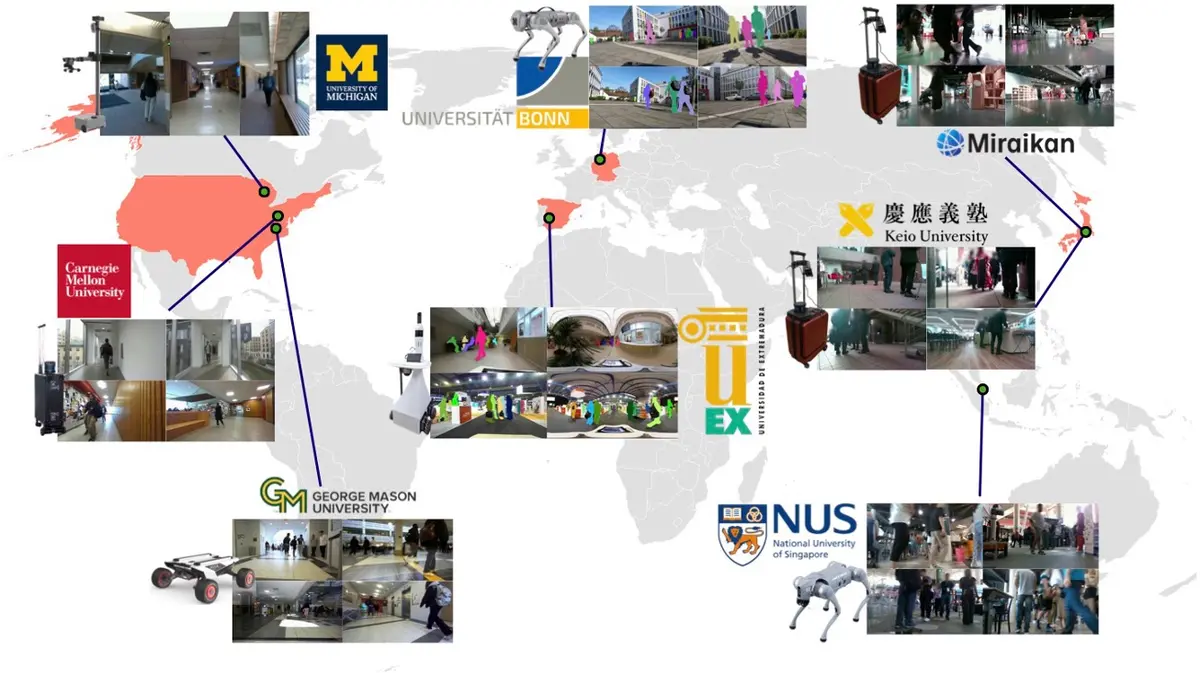 M
UNIVERSITY OF
MICHIGAN
UNIVERSITÄT BONN
Miraikan
慶應義塾
Keio University
Carnegie
Mellon
University
U
EX
UNIVERSIDAD DE EXTREMADURA
GM
GEORGE MASON
UNIVERSITY
NUS
National University
of Singapore